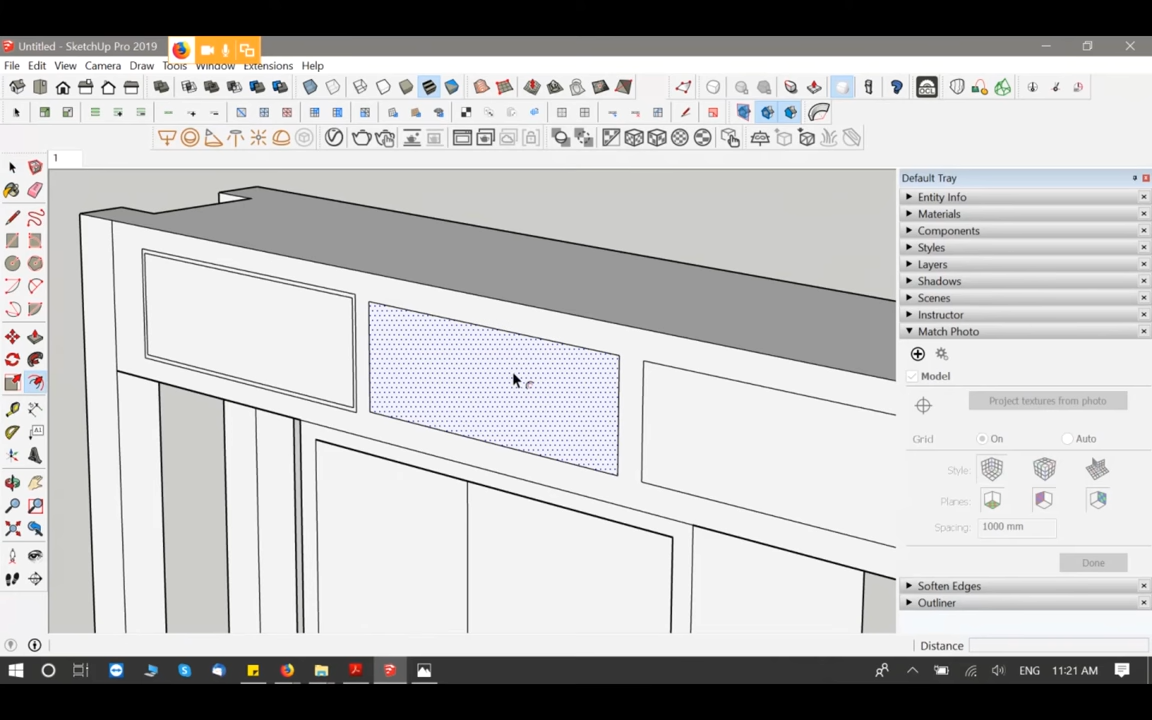 Untitled - SketchUp Pro 2019
File Edit View Camera Draw Tools Window Extensions Help
1
Default Tray
Entity Info
Materials
Components
Styles
Layers
Shadows
Scenes
Instructor
Match Photo
Model
Project textures from photo
Grid On Auto
Style:
Planes:
Spacing: 1000 mm
Done
Soften Edges
Outliner
Distance
ENG 11:21 AM